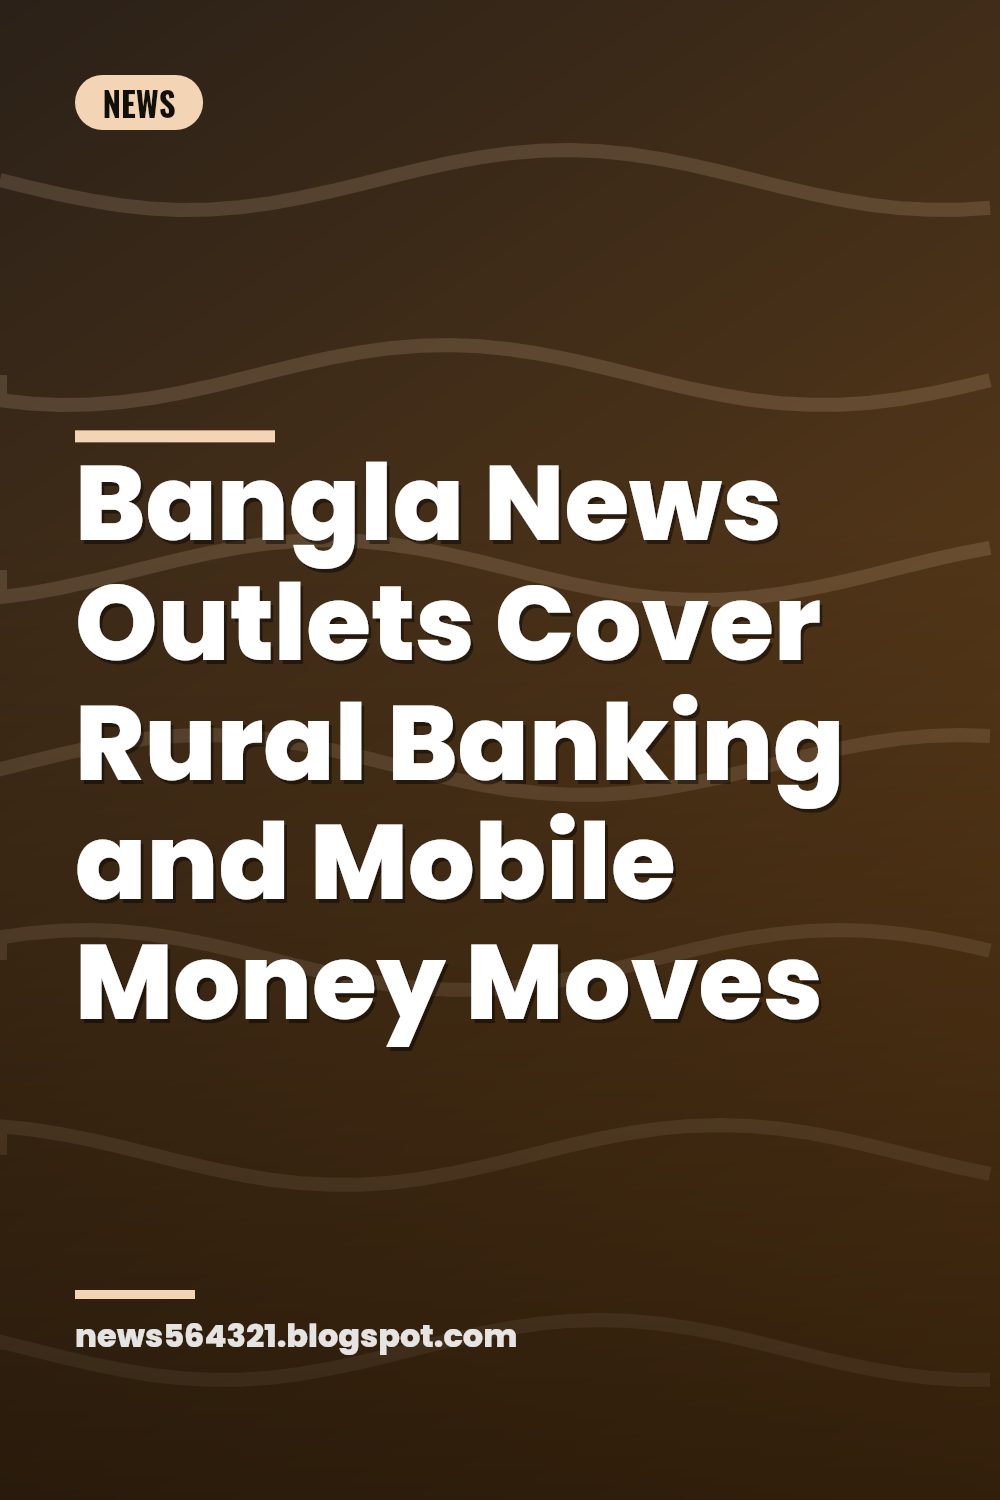 NEWS
Bangla News
Outlets Cover
Rural Banking
and Mobile
Money Moves
news564321.blogspot.com